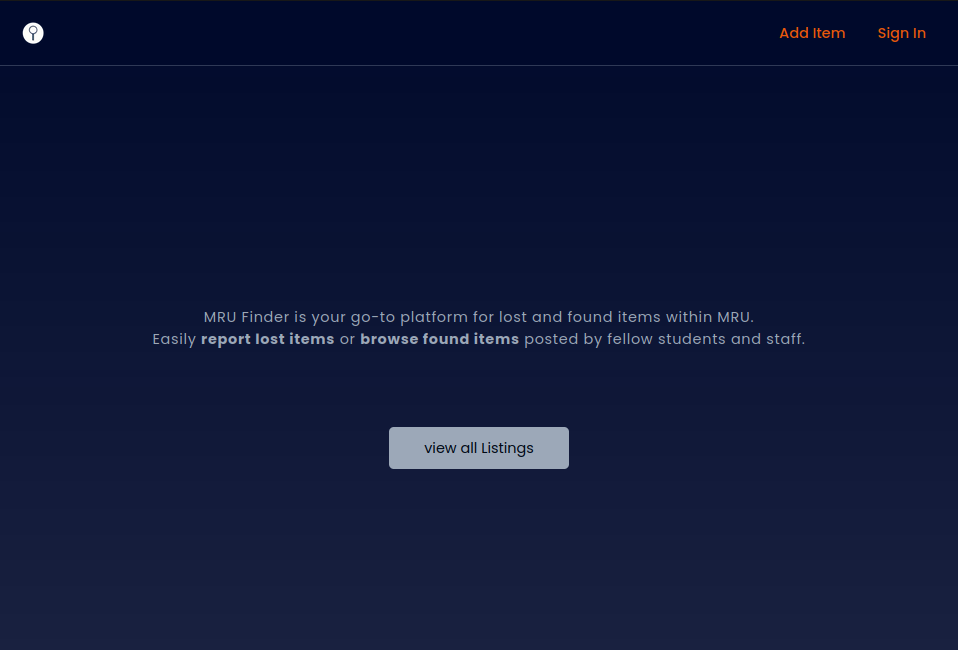 Add Item Sign In
MRU Finder is your go-to platform for lost and found items within MRU.
Easily report lost items or browse found items posted by fellow students and staff.
view all Listings